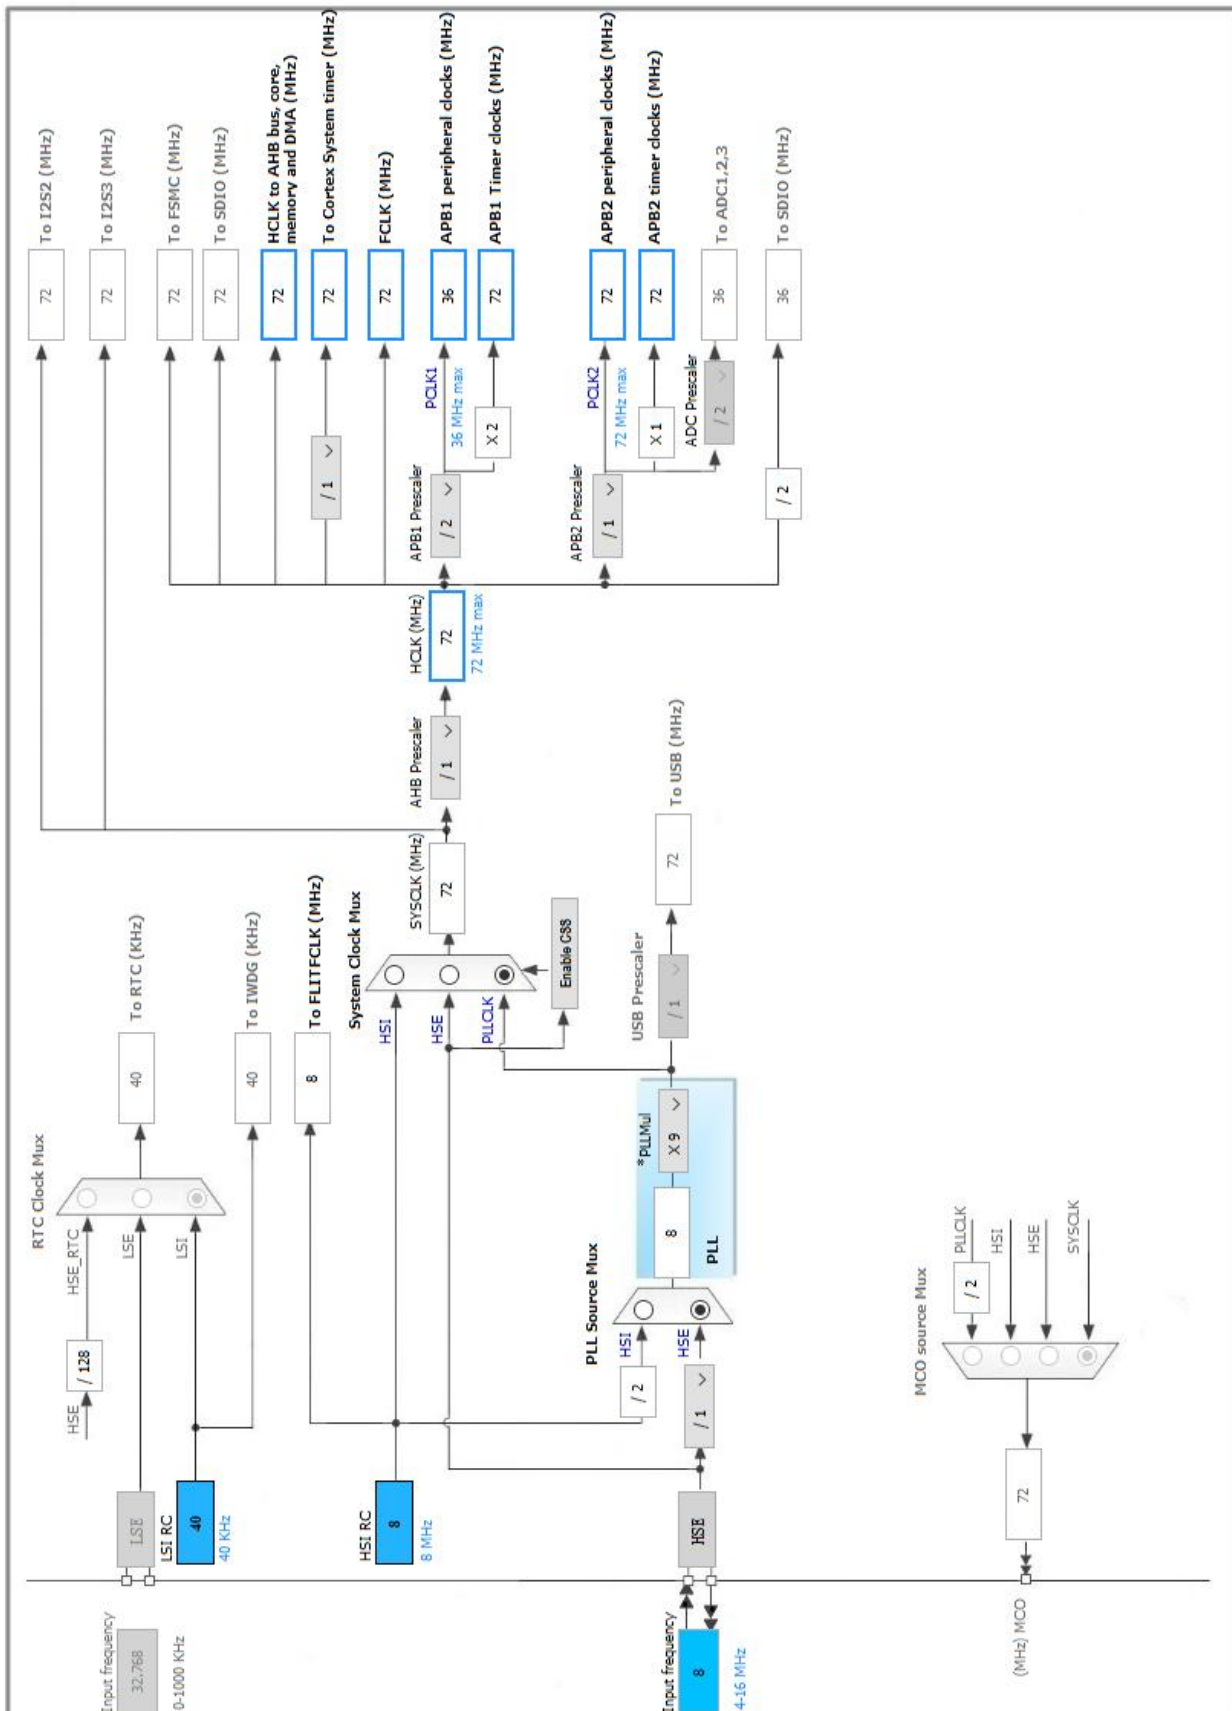 Input frequency
32.768
0-1000 KHz
LSE
LSI RC
40
40 KHz
HSE
/ 128
HSE_RTC
LSE
LSI
RTC Clock Mux
40
To RTC (KHz)
40
To IWDG (KHz)
8
To FLITFCLK (MHz)
HSI RC
8
8 MHz
Input frequency
8
4-16 MHz
HSE
/ 2
/ 1
HSI
HSE
PLL Source Mux
8
PLL
*PLLMul
X 9
USB Prescaler
/ 1
72
To USB (MHz)
System Clock Mux
HSI
HSE
PLLCLK
Enable CSS
SYSCLK (MHz)
72
AHB Prescaler
/ 1
HCLK (MHz)
72
72 MHz max
72
To I2S2 (MHz)
72
To I2S3 (MHz)
72
To FSMC (MHz)
72
To SDIO (MHz)
72
HCLK to AHB bus, core,
memory and DMA (MHz)
/ 1
72
To Cortex System timer (MHz)
72
FCLK (MHz)
APB1 Prescaler
/ 2
PCLK1
36 MHz max
36
APB1 peripheral clocks (MHz)
X 2
72
APB1 Timer clocks (MHz)
APB2 Prescaler
/ 1
PCLK2
72 MHz max
72
APB2 peripheral clocks (MHz)
X 1
72
APB2 timer clocks (MHz)
ADC Prescaler
/ 2
36
To ADC1,2,3
/ 2
36
To SDIO (MHz)
MCO source Mux
(MHz) MCO
72
/ 2
PLLCLK
HSI
HSE
SYSCLK